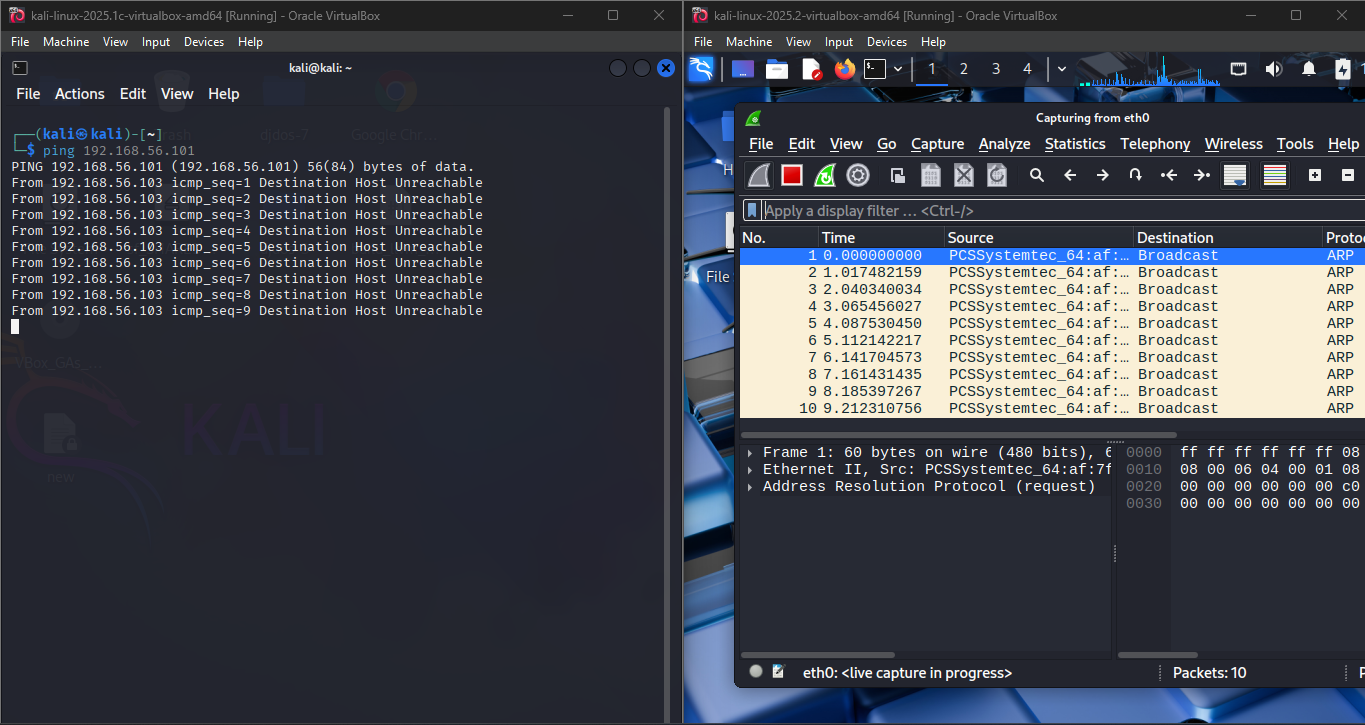 kali-linux-2025.1c-virtualbox-amd64 [Running] - Oracle VirtualBox
File Machine View Input Devices Help
kali@kali: ~
File Actions Edit View Help
┌──(kali㉿kali)-[~]
└─$ ping 192.168.56.101
PING 192.168.56.101 (192.168.56.101) 56(84) bytes of data.
From 192.168.56.103 icmp_seq=1 Destination Host Unreachable
From 192.168.56.103 icmp_seq=2 Destination Host Unreachable
From 192.168.56.103 icmp_seq=3 Destination Host Unreachable
From 192.168.56.103 icmp_seq=4 Destination Host Unreachable
From 192.168.56.103 icmp_seq=5 Destination Host Unreachable
From 192.168.56.103 icmp_seq=6 Destination Host Unreachable
From 192.168.56.103 icmp_seq=7 Destination Host Unreachable
From 192.168.56.103 icmp_seq=8 Destination Host Unreachable
From 192.168.56.103 icmp_seq=9 Destination Host Unreachable
djdos-7
Google Chr...
VBox_GAs_...
KALI
new
kali-linux-2025.2-virtualbox-amd64 [Running] - Oracle VirtualBox
File Machine View Input Devices Help
1 2 3 4
Capturing from eth0
File Edit View Go Capture Analyze Statistics Telephony Wireless Tools Help
Apply a display filter ... <Ctrl-/>
No. Time Source Destination Protoc
1 0.000000000 PCSSystemtec_64:af:… Broadcast ARP
2 1.017482159 PCSSystemtec_64:af:… Broadcast ARP
3 2.040340034 PCSSystemtec_64:af:… Broadcast ARP
4 3.065456027 PCSSystemtec_64:af:… Broadcast ARP
5 4.087530450 PCSSystemtec_64:af:… Broadcast ARP
6 5.112142217 PCSSystemtec_64:af:… Broadcast ARP
7 6.141704573 PCSSystemtec_64:af:… Broadcast ARP
8 7.161431435 PCSSystemtec_64:af:… Broadcast ARP
9 8.185397267 PCSSystemtec_64:af:… Broadcast ARP
10 9.212310756 PCSSystemtec_64:af:… Broadcast ARP
File
Frame 1: 60 bytes on wire (480 bits), 6
Ethernet II, Src: PCSSystemtec_64:af:7f
Address Resolution Protocol (request)
0000 ff ff ff ff ff ff 08
0010 08 00 06 04 00 01 08
0020 00 00 00 00 00 00 c0
0030 00 00 00 00 00 00 00
eth0: <live capture in progress>
Packets: 10